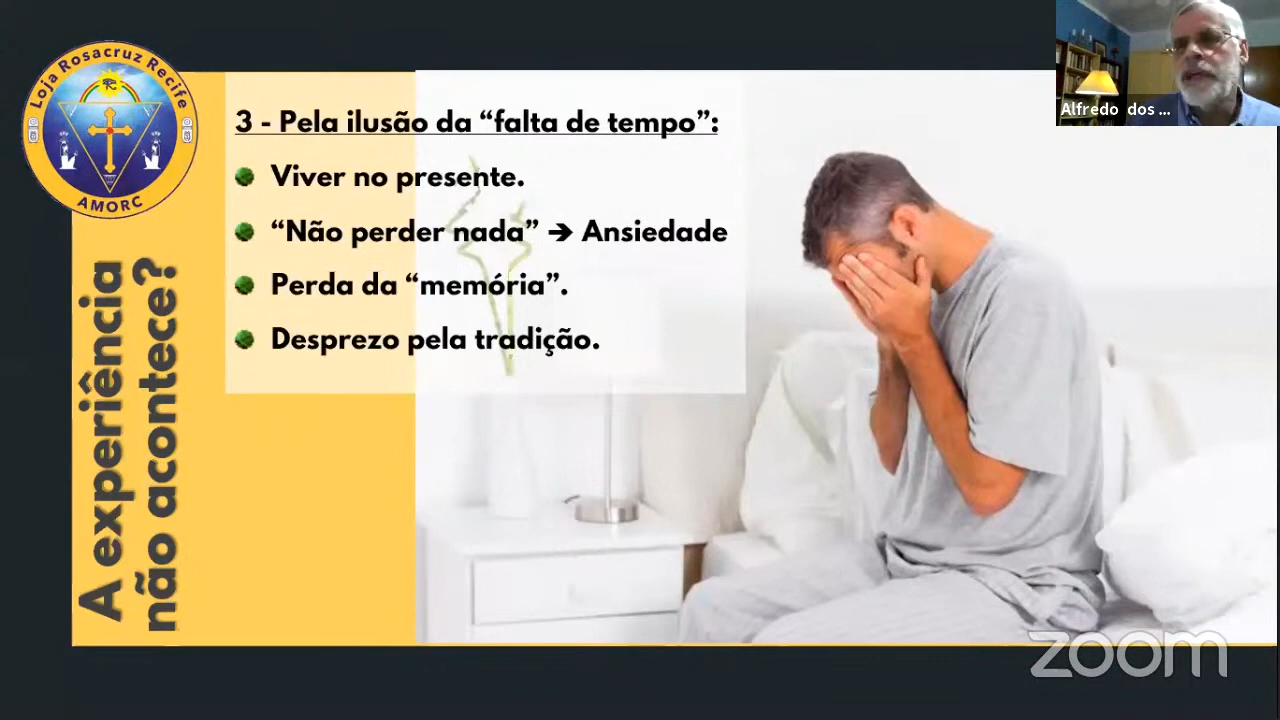 Loja Rosacruz Recife
AMORC
A experiência
não acontece?
3 - Pela ilusão da “falta de tempo”:
Viver no presente.
“Não perder nada” ➔ Ansiedade
Perda da “memória”.
Desprezo pela tradição.
Alfredo dos ...
zoom